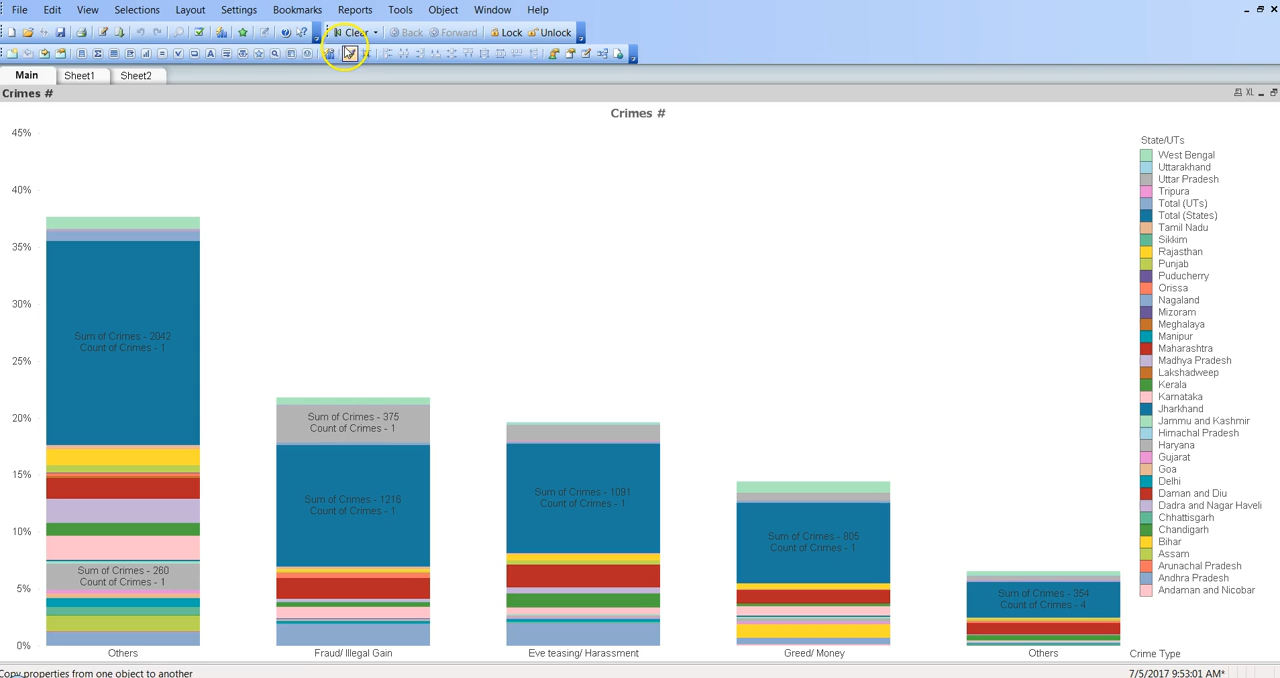 File Edit View Selections Layout Settings Bookmarks Reports Tools Object Window Help
Clear Back Forward Lock Unlock
Main Sheet1 Sheet2
Crimes # XL
Crimes #
45%
40%
35%
30%
25%
20%
15%
10%
5%
0%
Sum of Crimes - 2042
Count of Crimes - 1
Sum of Crimes - 260
Count of Crimes - 1
Sum of Crimes - 375
Count of Crimes - 1
Sum of Crimes - 1216
Count of Crimes - 1
Sum of Crimes - 1091
Count of Crimes - 1
Sum of Crimes - 805
Count of Crimes - 1
Sum of Crimes - 354
Count of Crimes - 4
Others Fraud/ Illegal Gain Eve teasing/ Harassment Greed/ Money Others Crime Type
State/UTs
West Bengal
Uttarakhand
Uttar Pradesh
Tripura
Total (UTs)
Total (States)
Tamil Nadu
Sikkim
Rajasthan
Punjab
Puducherry
Orissa
Nagaland
Mizoram
Meghalaya
Manipur
Maharashtra
Madhya Pradesh
Lakshadweep
Kerala
Karnataka
Jharkhand
Jammu and Kashmir
Himachal Pradesh
Haryana
Gujarat
Goa
Delhi
Daman and Diu
Dadra and Nagar Haveli
Chhattisgarh
Chandigarh
Bihar
Assam
Arunachal Pradesh
Andhra Pradesh
Andaman and Nicobar
Copy properties from one object to another 7/5/2017 9:53:01 AM*